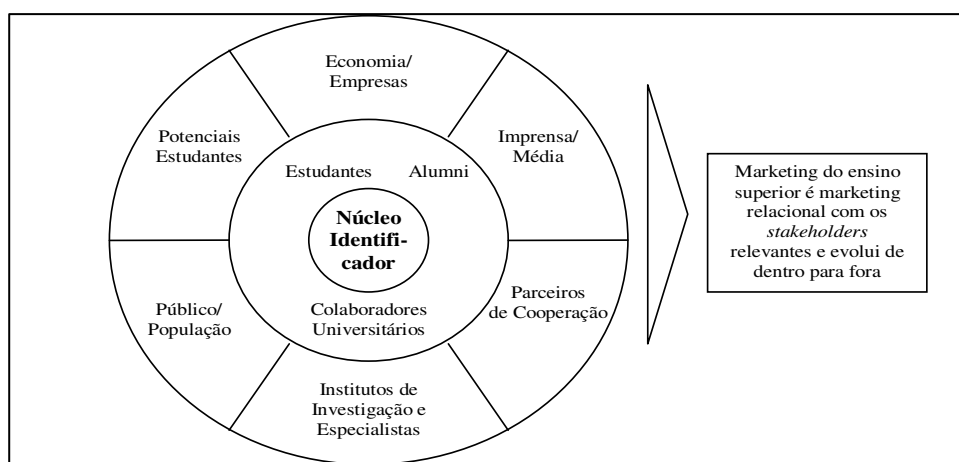 Economia/
Empresas
Potenciais
Estudantes
Imprensa/
Média
Estudantes
Alumni
Núcleo
Identifi-
cador
Colaboradores
Universitários
Público/
População
Parceiros
de Cooperação
Institutos de
Investigação e
Especialistas
Marketing do ensino
superior é marketing
relacional com os
stakeholders
relevantes e evolui de
dentro para fora